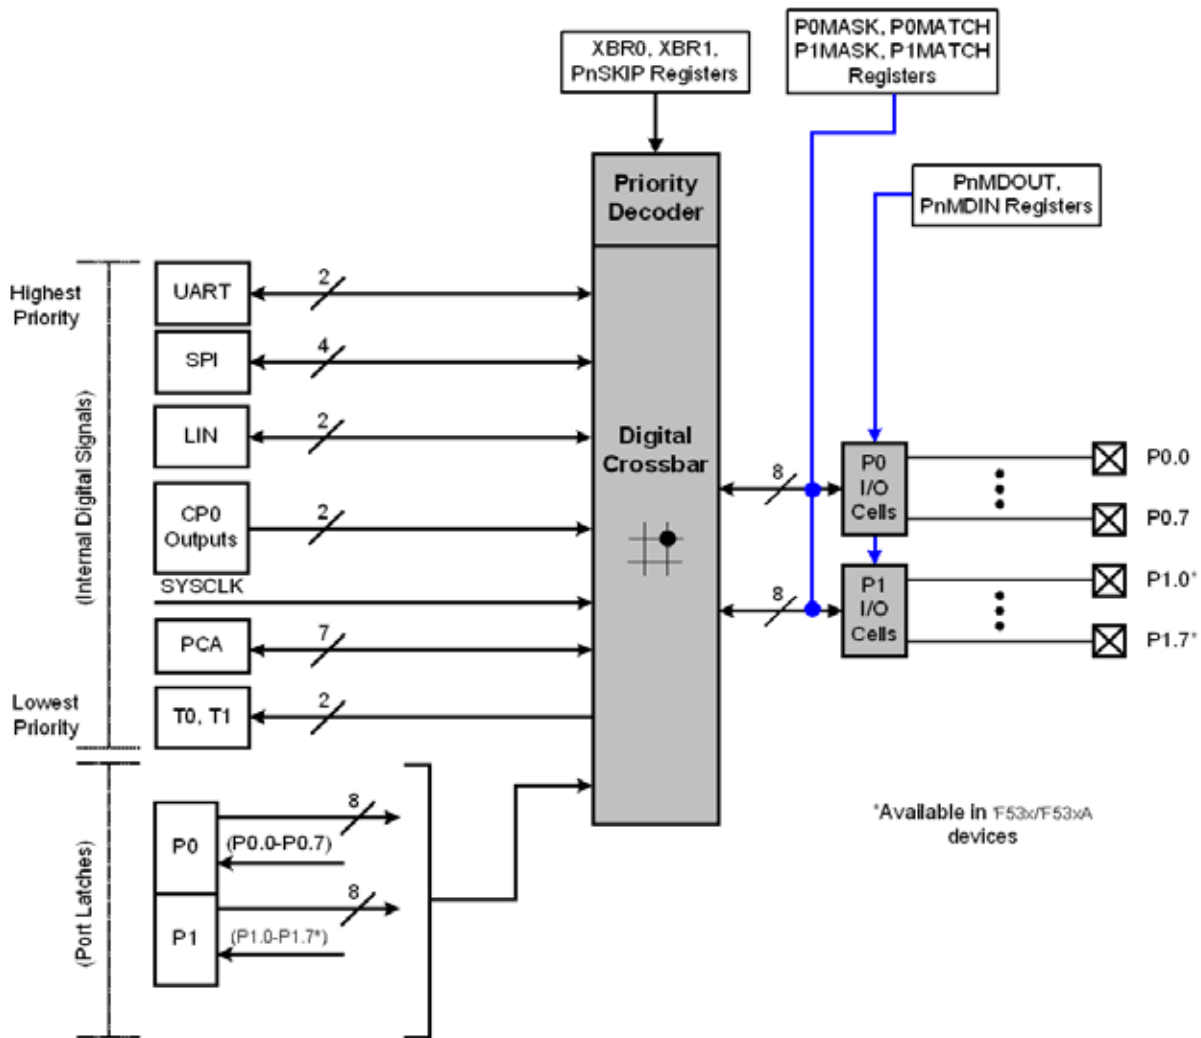 XBR0, XBR1,
PnSKIP Registers
P0MASK, P0MATCH
P1MASK, P1MATCH
Registers
PnMDOUT,
PnMDIN Registers
Priority
Decoder
Highest
Priority
(Internal Digital Signals)
Lowest
Priority
UART
2
SPI
4
LIN
2
CP0
Outputs
2
SYSCLK
PCA
7
T0, T1
2
Digital
Crossbar
8
8
P0
I/O
Cells
P1
I/O
Cells
P0.0
P0.7
P1.0*
P1.7*
(Port Latches)
P0
8
(P0.0-P0.7)
P1
8
(P1.0-P1.7*)
*Available in 'F53x/'F53xA
devices